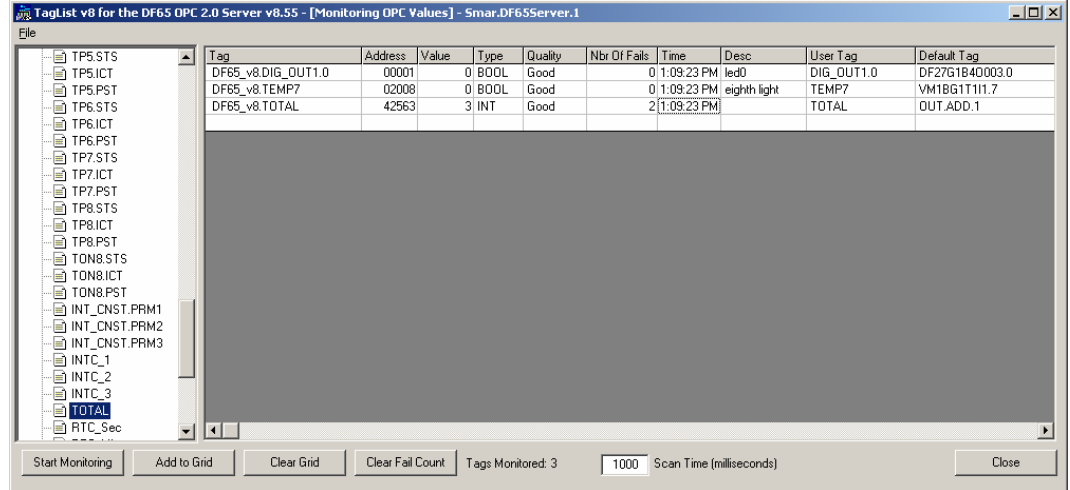 TagList v8 for the DF65 OPC 2.0 Server v8.55 - [Monitoring OPC Values] - Smar.DF65Server.1
File
TP5.STS
TP5.ICT
TP5.PST
TP6.STS
TP6.ICT
TP6.PST
TP7.STS
TP7.ICT
TP7.PST
TP8.STS
TP8.ICT
TP8.PST
TON8.STS
TON8.ICT
TON8.PST
INT_CNST.PRM1
INT_CNST.PRM2
INT_CNST.PRM3
INTC_1
INTC_2
INTC_3
TOTAL
RTC_Sec
Tag Address Value Type Quality Nbr Of Fails Time Desc User Tag Default Tag
DF65_v8.DIG_OUT1.0 00001 0 BOOL Good 0 1:09:23 PM led0 DIG_OUT1.0 DF27G1B4O003.0
DF65_v8.TEMP7 02008 0 BOOL Good 0 1:09:23 PM eighth light TEMP7 VM1BG1T1I1.7
DF65_v8.TOTAL 42563 3 INT Good 2 1:09:23 PM TOTAL OUT.ADD.1
Start Monitoring Add to Grid Clear Grid Clear Fail Count Tags Monitored: 3 1000 Scan Time (milliseconds) Close